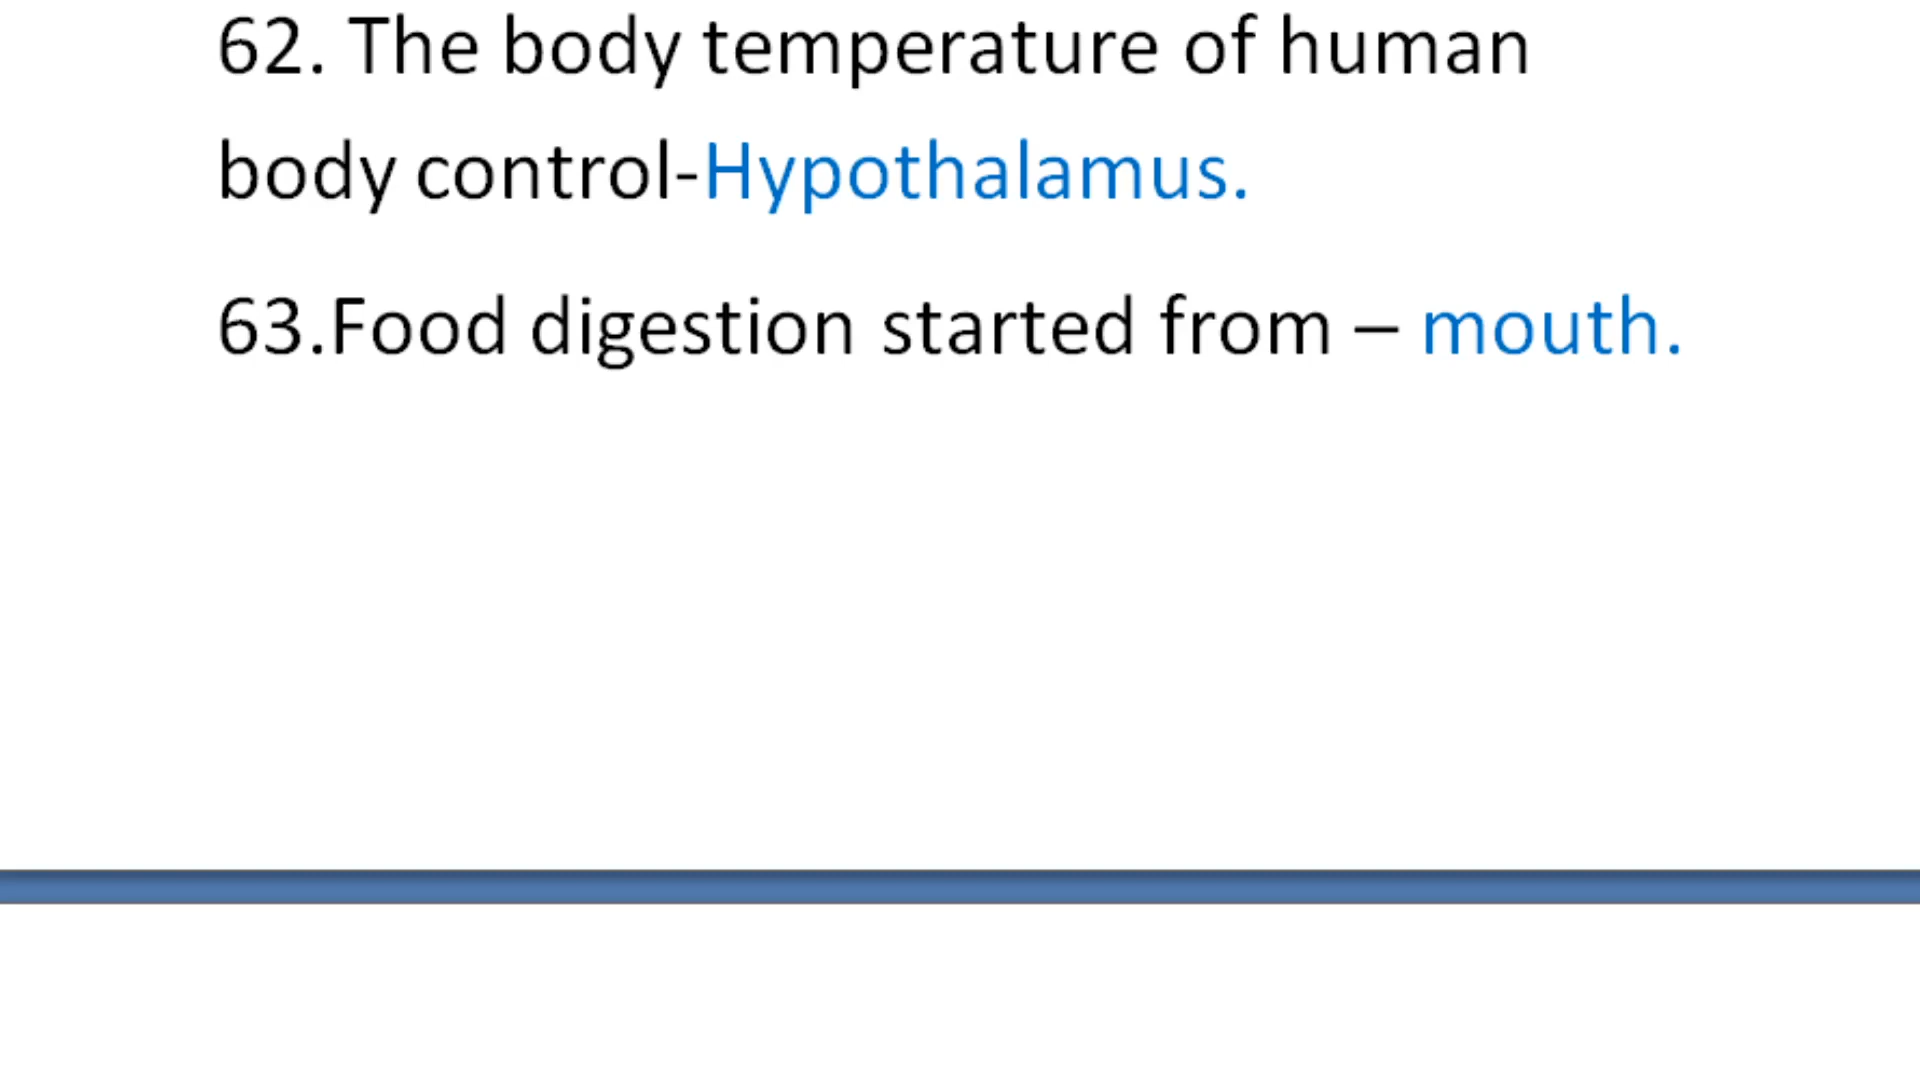 62. The body temperature of human
body control-Hypothalamus.
63.Food digestion started from – mouth.